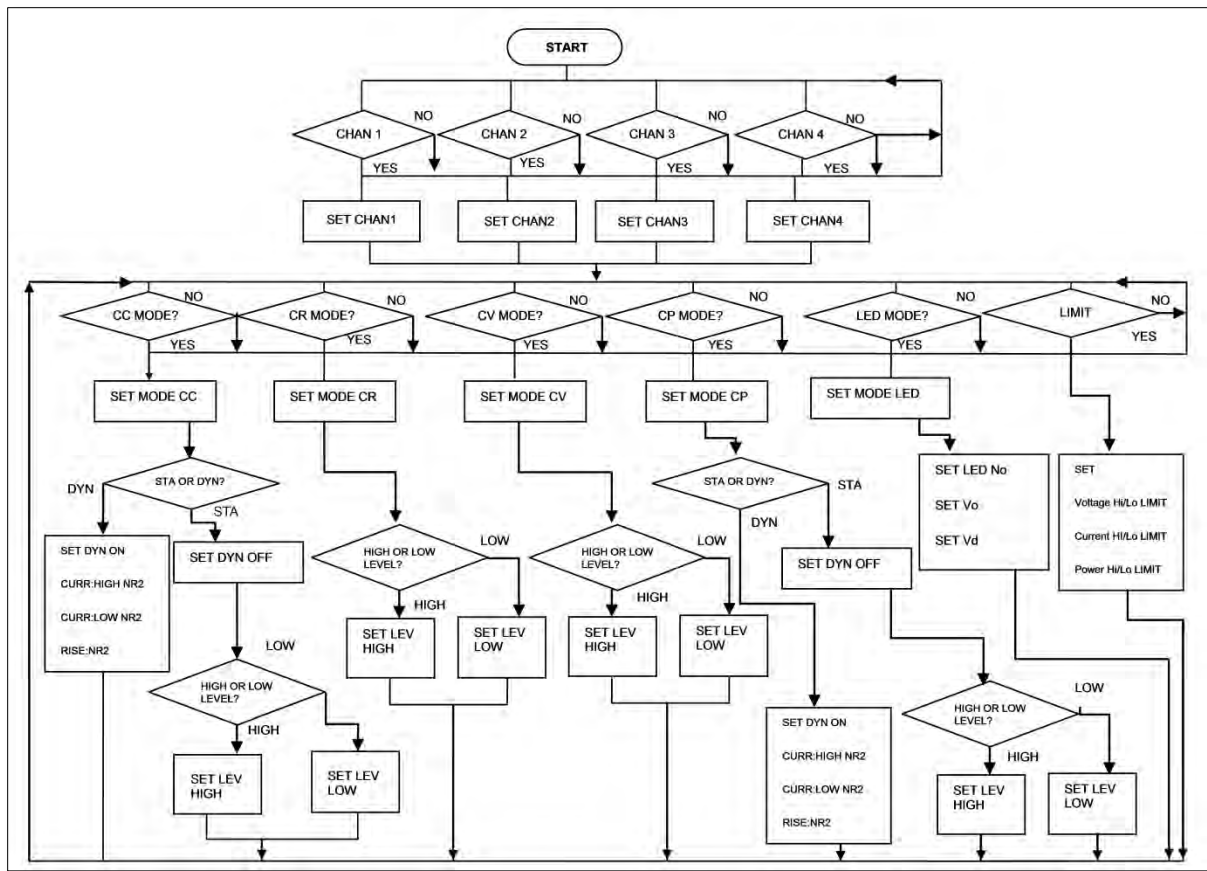 START
NO
NO
NO
NO
CHAN 1
CHAN 2
CHAN 3
CHAN 4
YES
YES
YES
YES
SET CHAN1
SET CHAN2
SET CHAN3
SET CHAN4
NO
NO
NO
NO
NO
NO
CC MODE?
CR MODE?
CV MODE?
CP MODE?
LED MODE?
LIMIT
YES
YES
YES
YES
YES
YES
SET MODE CC
SET MODE CR
SET MODE CV
SET MODE CP
SET MODE LED
DYN
STA OR DYN?
STA
SET DYN ON
CURR:HIGH NR2
CURR:LOW NR2
RISE:NR2
SET DYN OFF
LOW
HIGH OR LOW
LEVEL?
HIGH
SET LEV
HIGH
SET LEV
LOW
HIGH OR LOW
LEVEL?
LOW
HIGH
SET LEV
HIGH
SET LEV
LOW
HIGH OR LOW
LEVEL?
LOW
HIGH
SET LEV
HIGH
SET LEV
LOW
STA OR DYN?
STA
DYN
SET DYN OFF
SET DYN ON
CURR:HIGH NR2
CURR:LOW NR2
RISE:NR2
HIGH OR LOW
LEVEL?
LOW
HIGH
SET LEV
HIGH
SET LEV
LOW
SET LED No
SET Vo
SET Vd
SET
Voltage Hi/Lo LIMIT
Current Hi/Lo LIMIT
Power Hi/Lo LIMIT